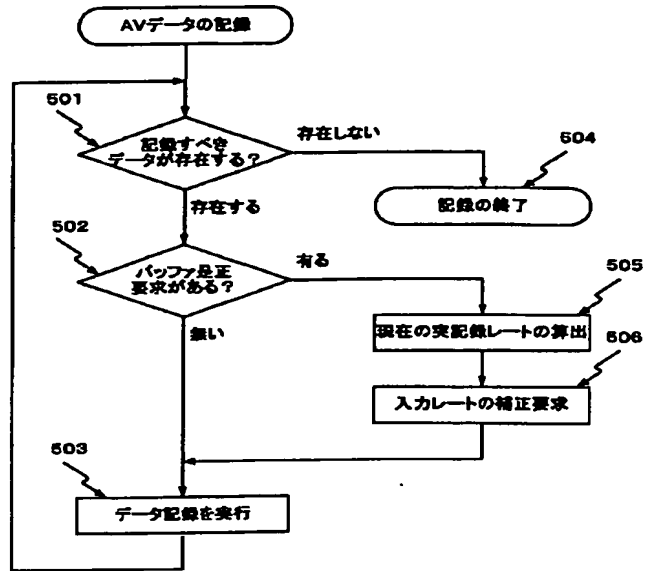 AVデータの記録
501
記録すべき
データが存在する?
存在しない
504
記録の終了
存在する
502
バッファ是正
要求がある?
有る
505
現在の実記録レートの算出
無い
506
入力レートの補正要求
503
データ記録を実行